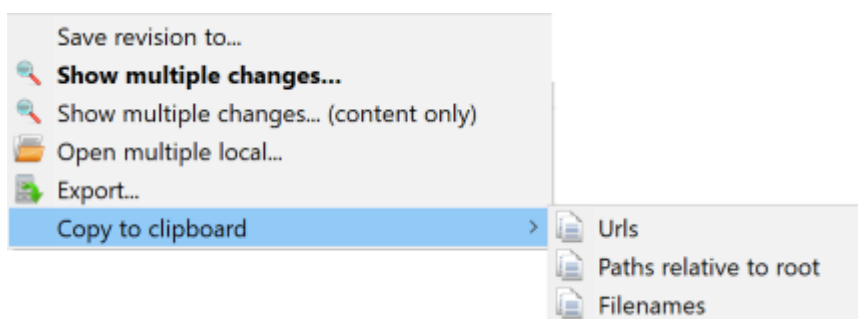 Save revision to...
Show multiple changes...
Show multiple changes... (content only)
Open multiple local...
Export...
Copy to clipboard
Urls
Paths relative to root
Filenames